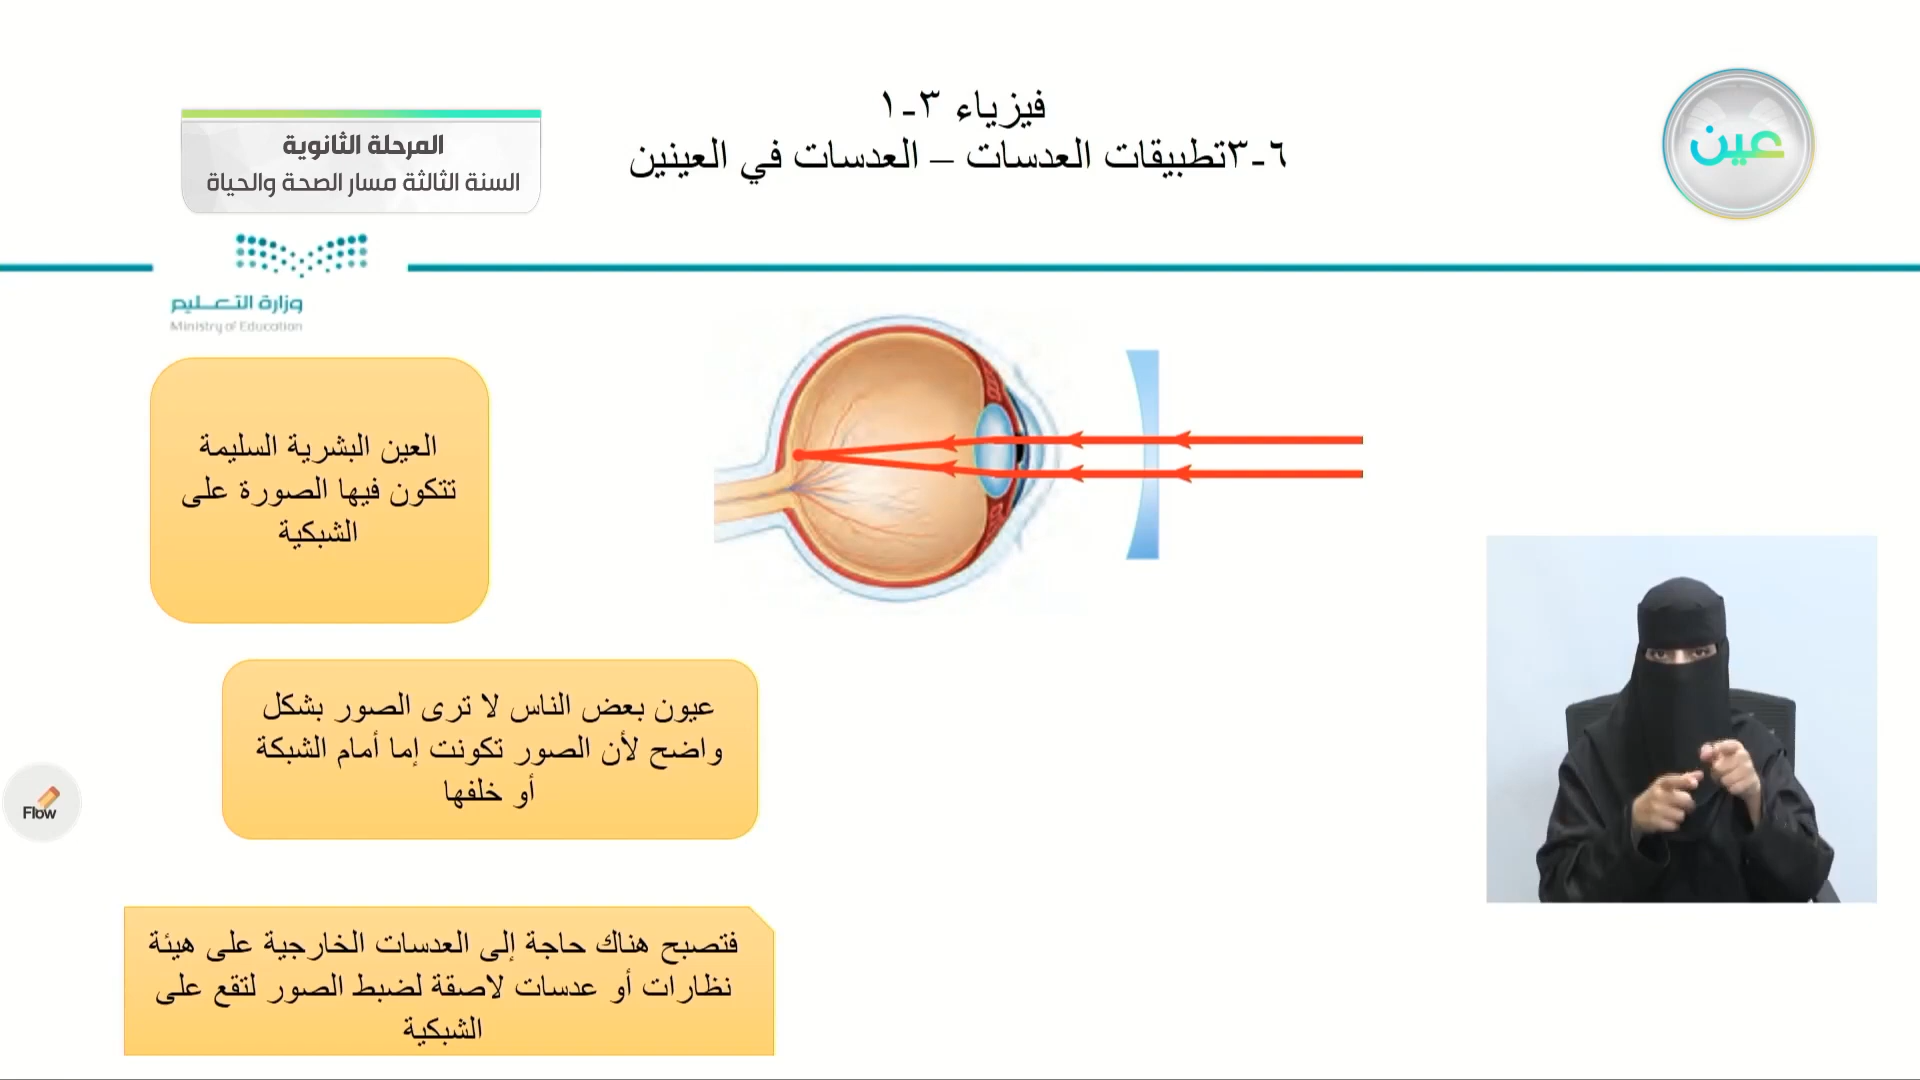 فيزياء ٣-١
٦-٣تطبيقات العدسات – العدسات في العينين
عين
المرحلة الثانوية
السنة الثالثة مسار الصحة والحياة
وزارة التعليم
Ministry of Education
العين البشرية السليمة
تتكون فيها الصورة على
الشبكية
عيون بعض الناس لا ترى الصور بشكل
واضح لأن الصور تكونت إما أمام الشبكة
أو خلفها
Flow
فتصبح هناك حاجة إلى العدسات الخارجية على هيئة
نظارات أو عدسات لاصقة لضبط الصور لتقع على
الشبكية